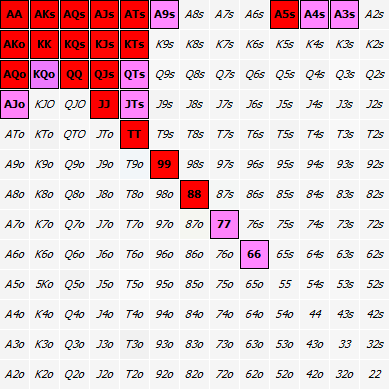 AA AKs AQs AJs ATs A9s A8s A7s A6s A5s A4s A3s A2s
AKo KK KQs KJs KTs K9s K8s K7s K6s K5s K4s K3s K2s
AQo KQo QQ QJs QTs Q9s Q8s Q7s Q6s Q5s Q4s Q3s Q2s
AJo KJO QJO JJ JTs J9s J8s J7s J6s J5s J4s J3s J2s
ATo KTo QTO JTo TT T9s T8s T7s T6s T5s T4s T3s T2s
A9o K9o Q9o J9o T9o 99 98s 97s 96s 95s 94s 93s 92s
A8o K8o Q8o J8o T8o 98o 88 87s 86s 85s 84s 83s 82s
A7o K7o Q7o J7o T7o 97o 87o 77 76s 75s 74s 73s 72s
A6o K6o Q6o J6o T6o 96o 86o 76o 66 65s 64s 63s 62s
A5o 5Ko Q5o J5o T5o 95o 85o 75o 65o 55 54s 53s 52s
A4o K4o Q4o J4o T4o 94o 84o 74o 64o 54o 44 43s 42s
A3o K3o Q3o J3o T3o 93o 83o 73o 63o 53o 43o 33 32s
A2o K2o Q2o J2o T2o 92o 82o 72o 62o 52o 42o 32o 22